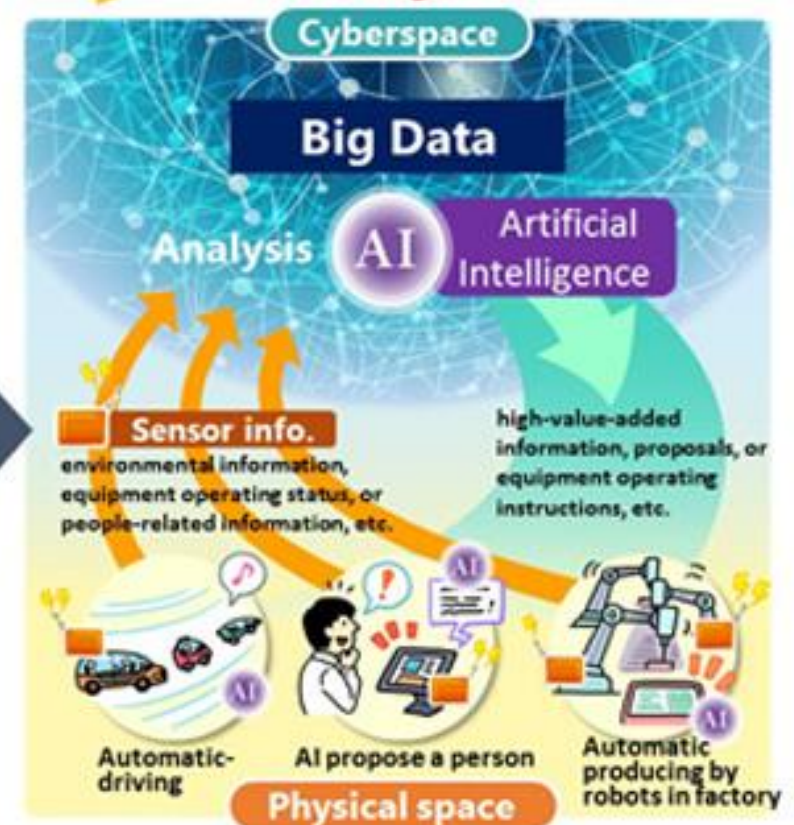 Cyberspace
Big Data
Analysis
AI
Artificial
Intelligence
Sensor info.
environmental information,
equipment operating status, or
people-related information, etc.
high-value-added
information, proposals, or
equipment operating
instructions, etc.
AI
AI
AI
Automatic-
driving
AI propose a person
Automatic
producing by
robots in factory
Physical space